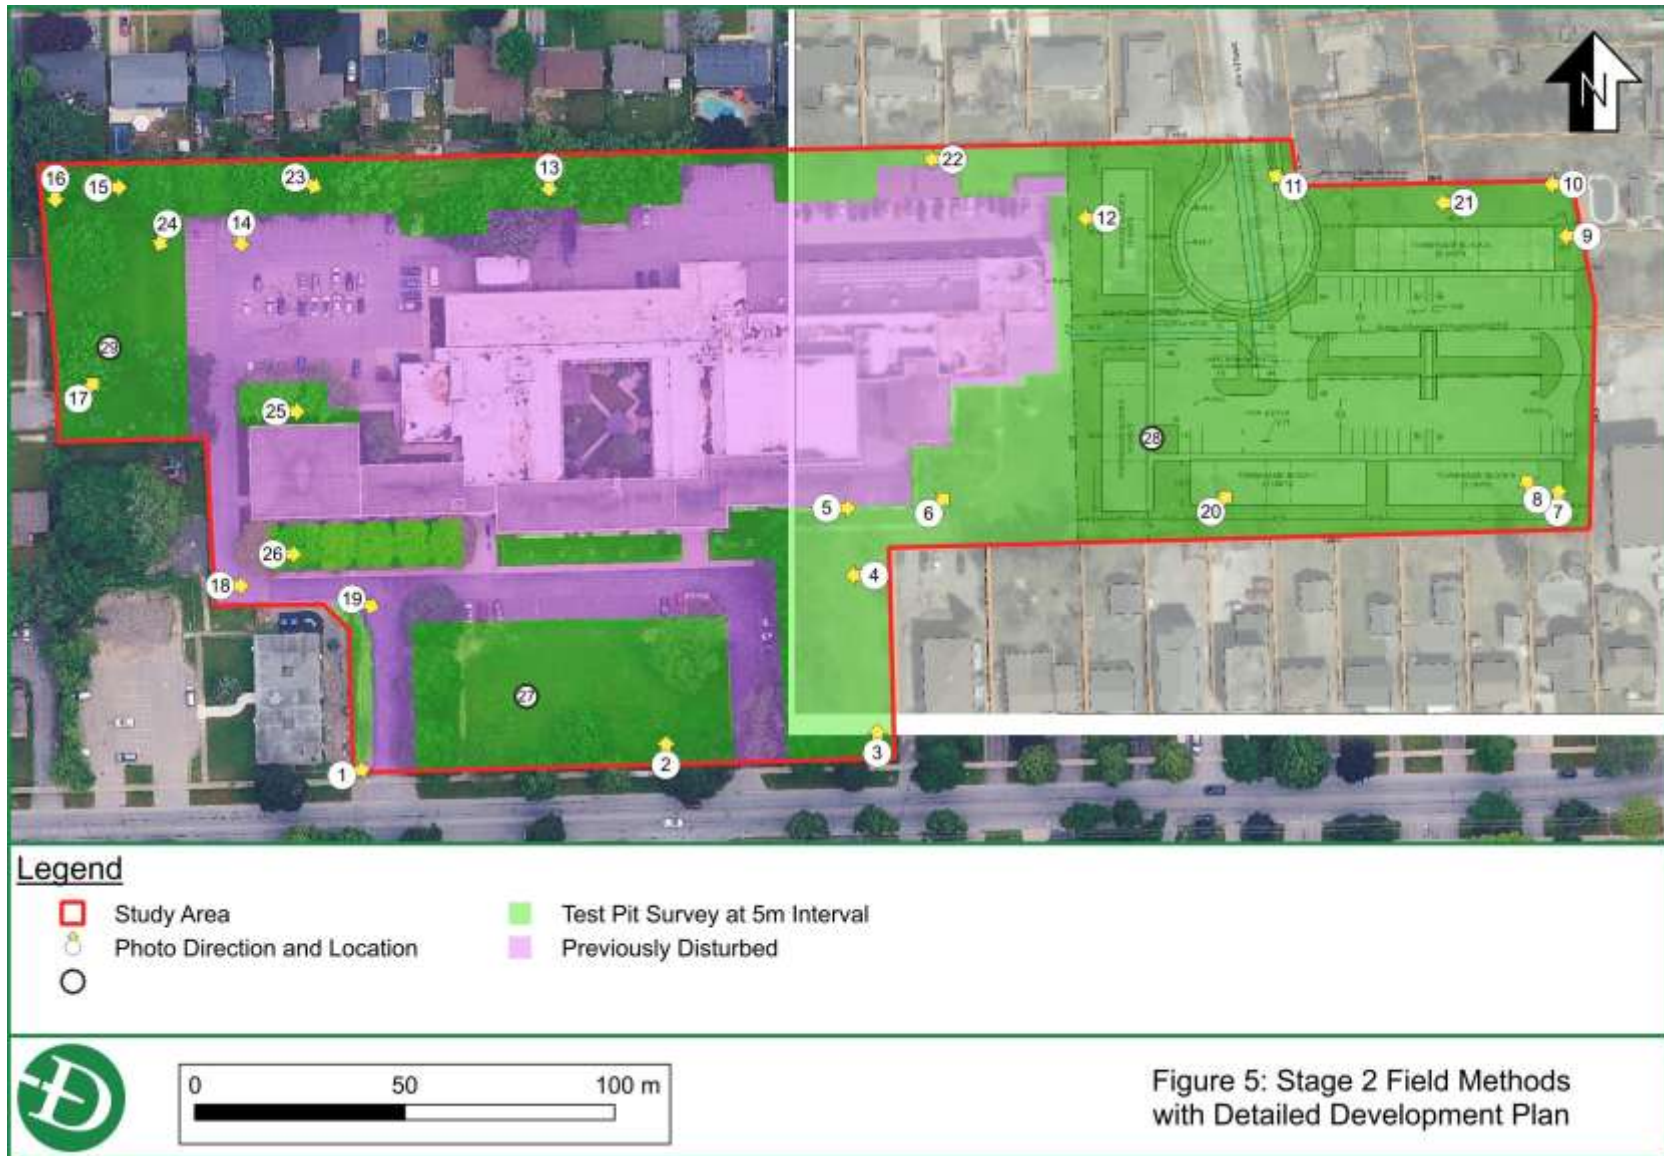 N
16
15
23
13
22
11
10
24
14
12
21
9
29
17
25
28
5
6
20
8
7
26
18
19
4
27
1
2
3
Legend
Study Area
Photo Direction and Location
Test Pit Survey at 5m Interval
Previously Disturbed
D
0 50 100 m
Figure 5: Stage 2 Field Methods
with Detailed Development Plan